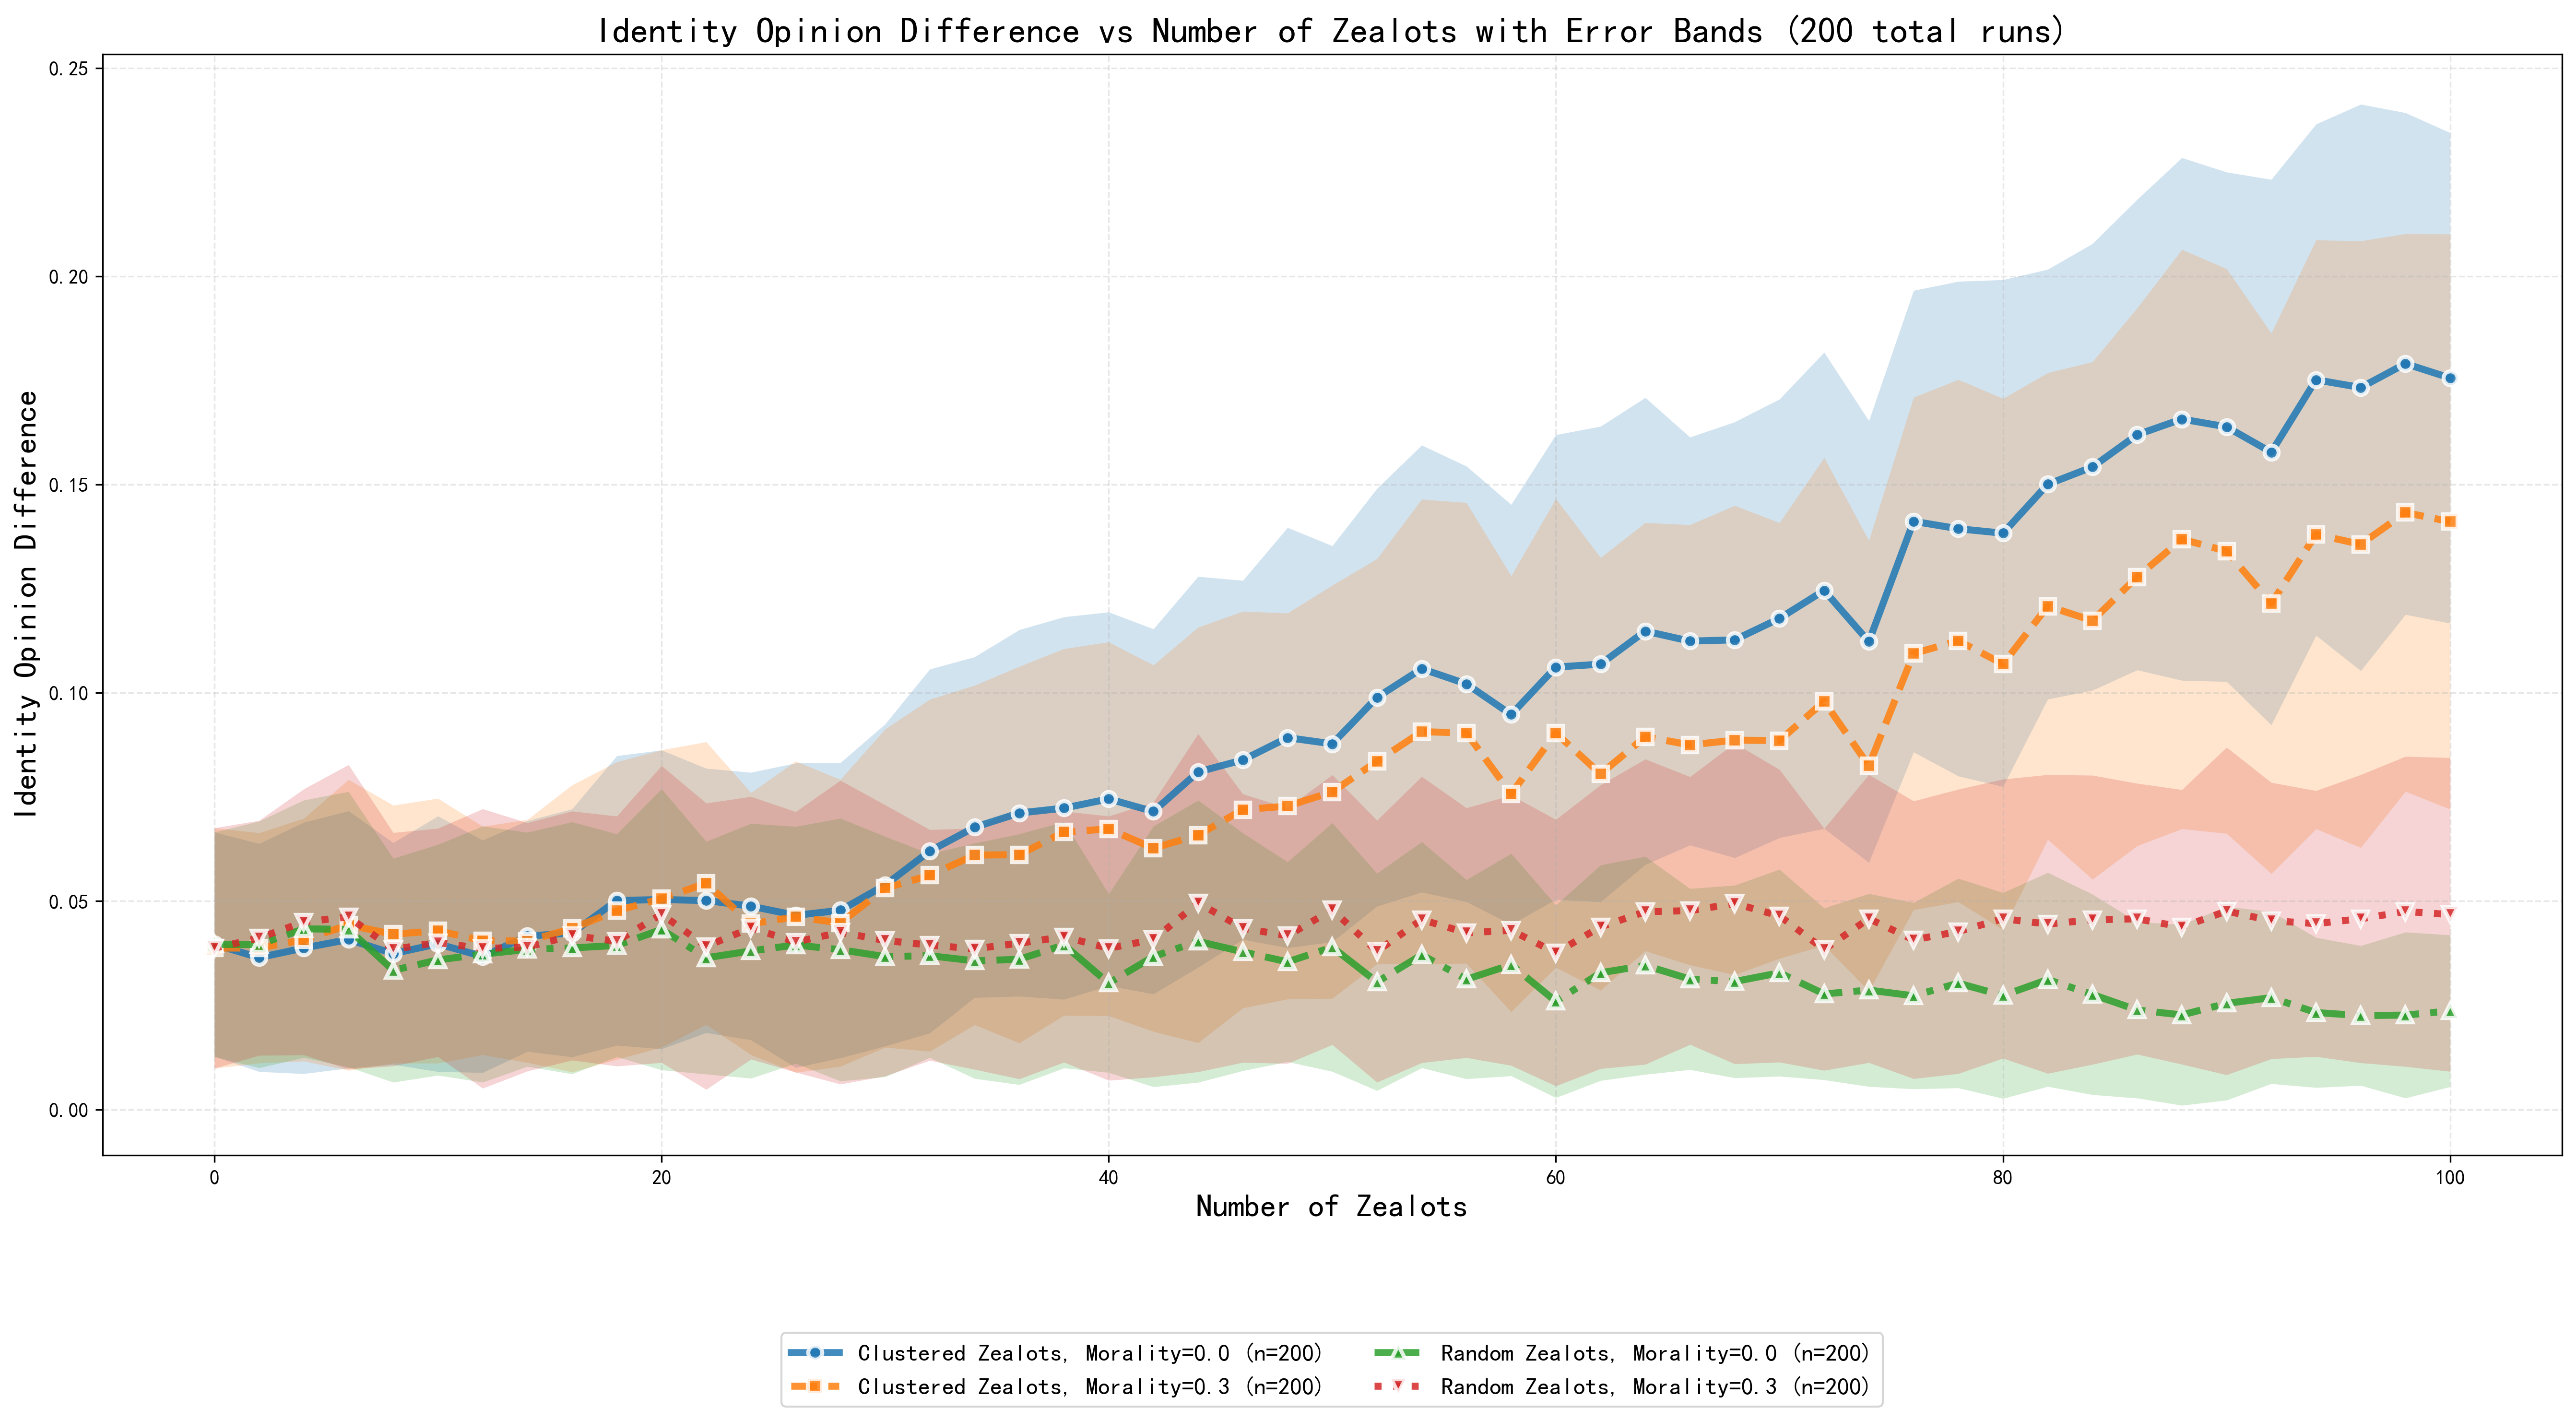 Identity Opinion Difference vs Number of Zealots with Error Bands (200 total runs)
Identity Opinion Difference
0.25
0.20
0.15
0.10
0.05
0.00
0 20 40 60 80 100
Number of Zealots
Clustered Zealots, Morality=0.0 (n=200)
Clustered Zealots, Morality=0.3 (n=200)
Random Zealots, Morality=0.0 (n=200)
Random Zealots, Morality=0.3 (n=200)